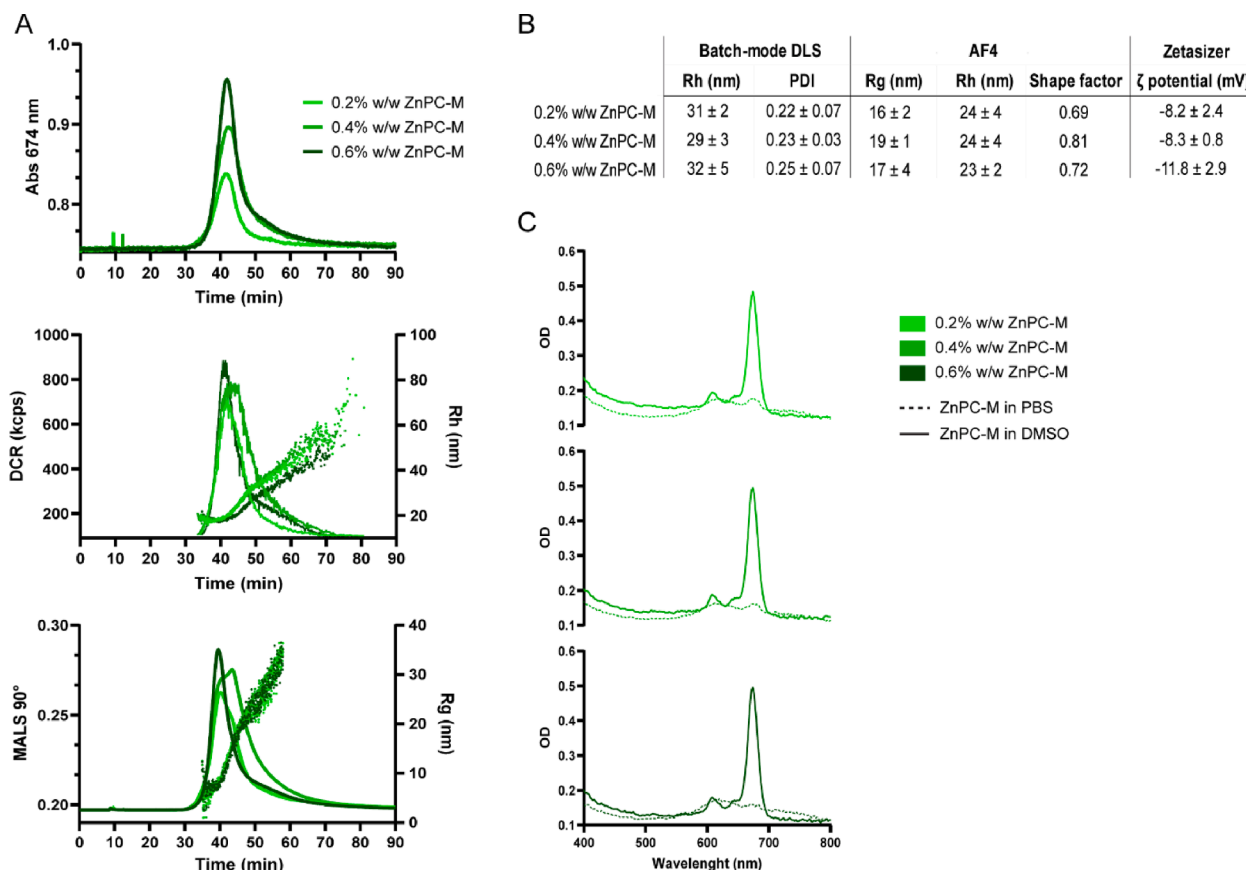 A
Abs 674 nm
1.0
0.9
0.8
0 10 20 30 40 50 60 70 80 90
Time (min)
0.2% w/w ZnPC-M
0.4% w/w ZnPC-M
0.6% w/w ZnPC-M
DCR (kcps)
1000
800
600
400
200
100
80
60
40
20
Rh (nm)
0 10 20 30 40 50 60 70 80 90
Time (min)
MALS 90°
0.30
0.25
0.20
40
30
20
10
0
Rg (nm)
0 10 20 30 40 50 60 70 80 90
Time (min)
B
Batch-mode DLS AF4 Zetasizer
Rh (nm) PDI Rg (nm) Rh (nm) Shape factor ζ potential (mV)
0.2% w/w ZnPC-M 31 ± 2 0.22 ± 0.07 16 ± 2 24 ± 4 0.69 -8.2 ± 2.4
0.4% w/w ZnPC-M 29 ± 3 0.23 ± 0.03 19 ± 1 24 ± 4 0.81 -8.3 ± 0.8
0.6% w/w ZnPC-M 32 ± 5 0.25 ± 0.07 17 ± 4 23 ± 2 0.72 -11.8 ± 2.9
C
OD
0.6
0.5
0.4
0.3
0.2
0.1
OD
0.6
0.5
0.4
0.3
0.2
0.1
OD
0.6
0.5
0.4
0.3
0.2
0.1
400 500 600 700 800
Wavelenght (nm)
0.2% w/w ZnPC-M
0.4% w/w ZnPC-M
0.6% w/w ZnPC-M
ZnPC-M in PBS
ZnPC-M in DMSO